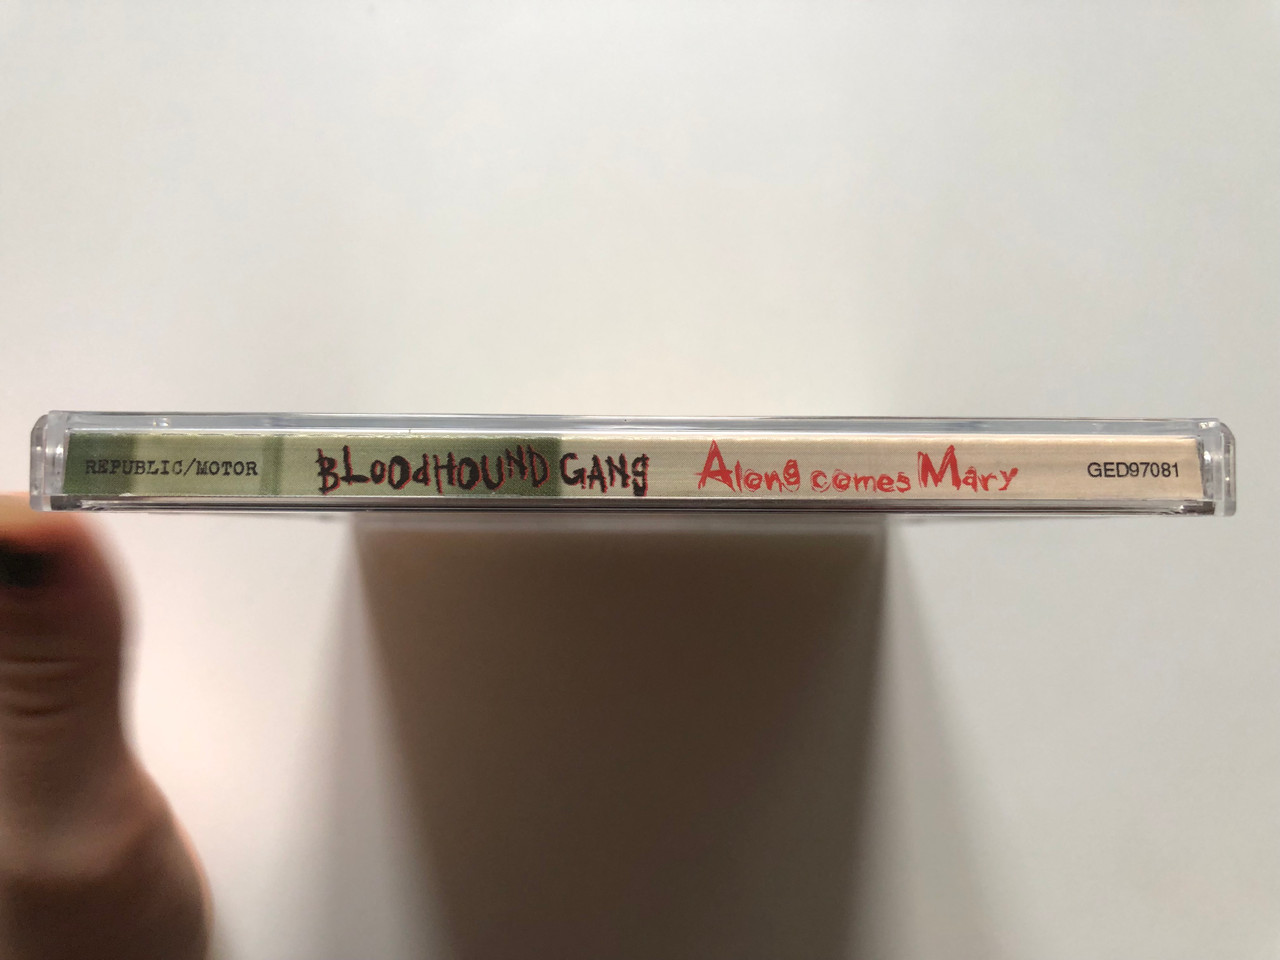 REPUBLIC/MOTOR BLOODHOUND GANG Along comes Mary GED97081